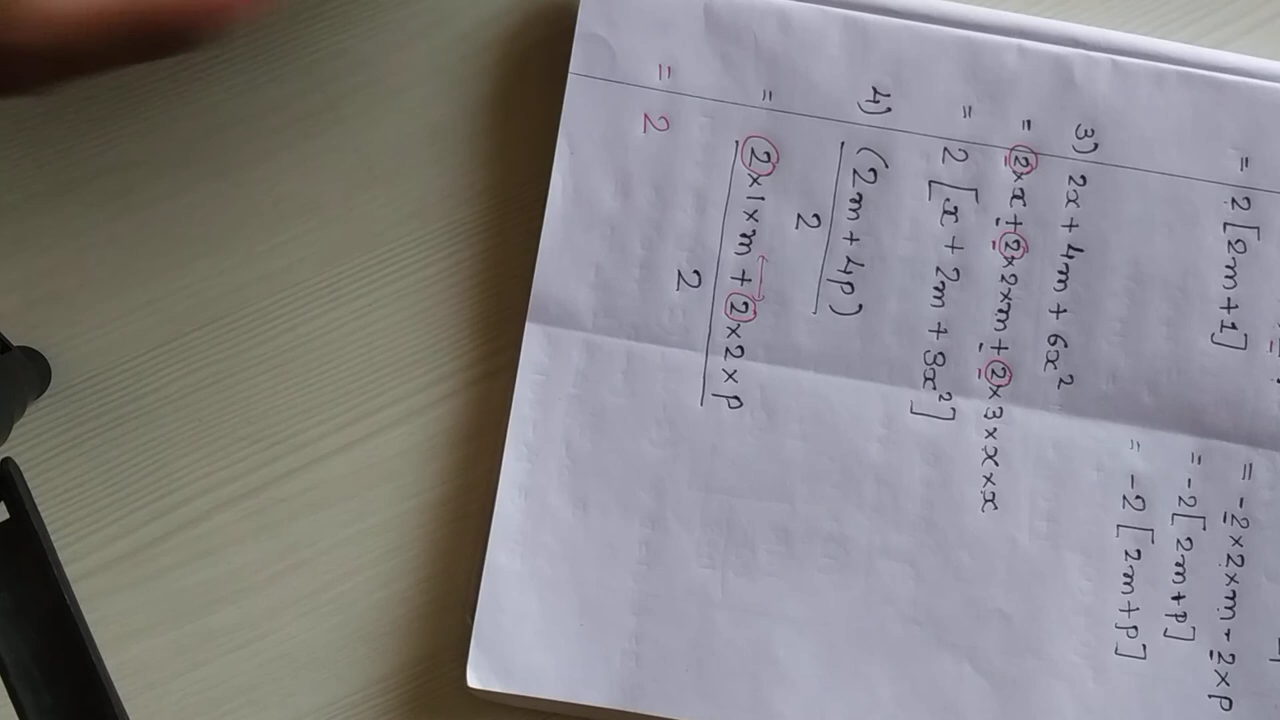 = 2 [2m+1]
= -2×2×m - 2×p
= -2[2m+p]
= -2 [2m+p]
3) 2x + 4m + 6x²
= 2×x + 2×2×m + 2×3×x×x
= 2 [x + 2m + 3x²]
4) (2m + 4p)
2
= 2×1×m + 2×2×p
2
= 2